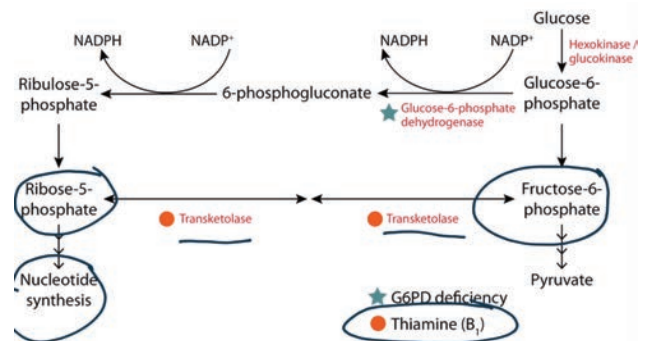 Glucose
NADPH
NADP+
NADPH
NADP+
Hexokinase /
glucokinase
Ribulose-5-
phosphate
6-phosphogluconate
Glucose-6-
phosphate
Glucose-6-phosphate
dehydrogenase
Ribose-5-
phosphate
Transketolase
Transketolase
Fructose-6-
phosphate
Nucleotide
synthesis
Pyruvate
G6PD deficiency
Thiamine (B₁)